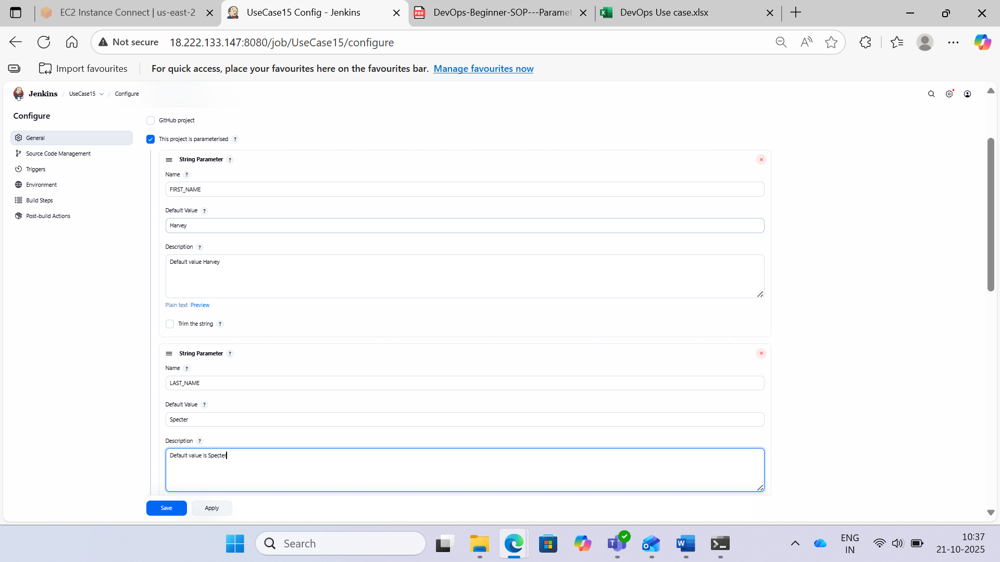 EC2 Instance Connect | us-east-2
UseCase15 Config - Jenkins
DevOps-Beginner-SOP---Paramet
DevOps Use case.xlsx
Not secure
18.222.133.147:8080/job/UseCase15/configure
Import favourites
For quick access, place your favourites here on the favourites bar. Manage favourites now
Jenkins / UseCase15 / Configure
Configure
General
Source Code Management
Triggers
Environment
Build Steps
Post-build Actions
GitHub project
This project is parameterised ?
String Parameter ?
Name ?
FIRST_NAME
Default Value ?
Harvey
Description ?
Default value Harvey
Plain text Preview
Trim the string ?
String Parameter ?
Name ?
LAST_NAME
Default Value ?
Specter
Description ?
Default value is Specter
Save
Apply
Search
ENG
IN
10:37
21-10-2025